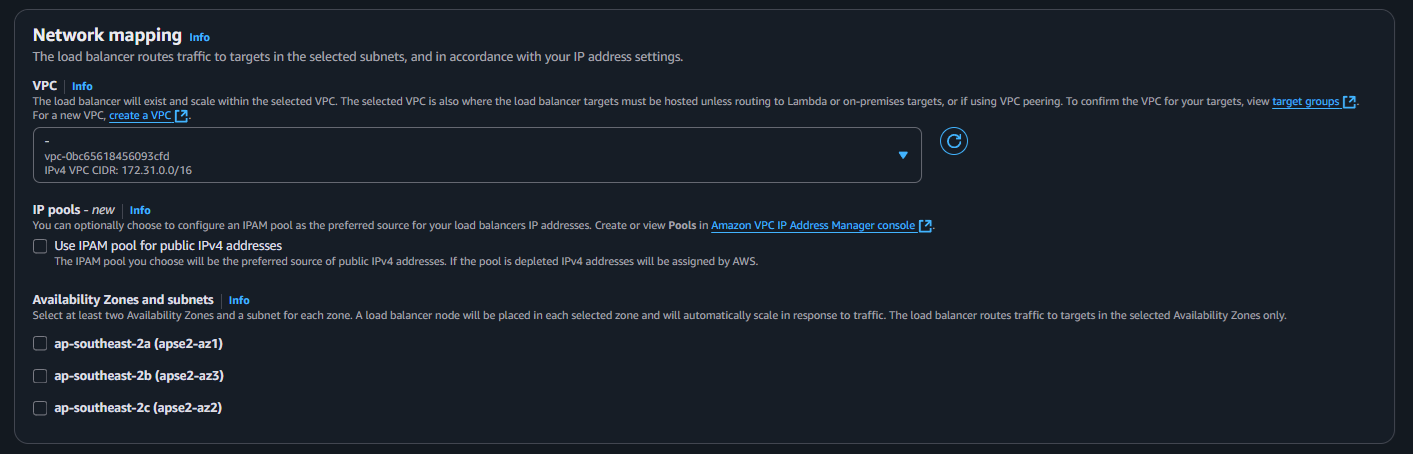 Network mapping Info
The load balancer routes traffic to targets in the selected subnets, and in accordance with your IP address settings.
VPC Info
The load balancer will exist and scale within the selected VPC. The selected VPC is also where the load balancer targets must be hosted unless routing to Lambda or on-premises targets, or if using VPC peering. To confirm the VPC for your targets, view target groups.
For a new VPC, create a VPC.
-
vpc-0bc65618456093cfd
IPv4 VPC CIDR: 172.31.0.0/16
IP pools - new Info
You can optionally choose to configure an IPAM pool as the preferred source for your load balancers IP addresses. Create or view Pools in Amazon VPC IP Address Manager console.
Use IPAM pool for public IPv4 addresses
The IPAM pool you choose will be the preferred source of public IPv4 addresses. If the pool is depleted IPv4 addresses will be assigned by AWS.
Availability Zones and subnets Info
Select at least two Availability Zones and a subnet for each zone. A load balancer node will be placed in each selected zone and will automatically scale in response to traffic. The load balancer routes traffic to targets in the selected Availability Zones only.
ap-southeast-2a (apse2-az1)
ap-southeast-2b (apse2-az3)
ap-southeast-2c (apse2-az2)